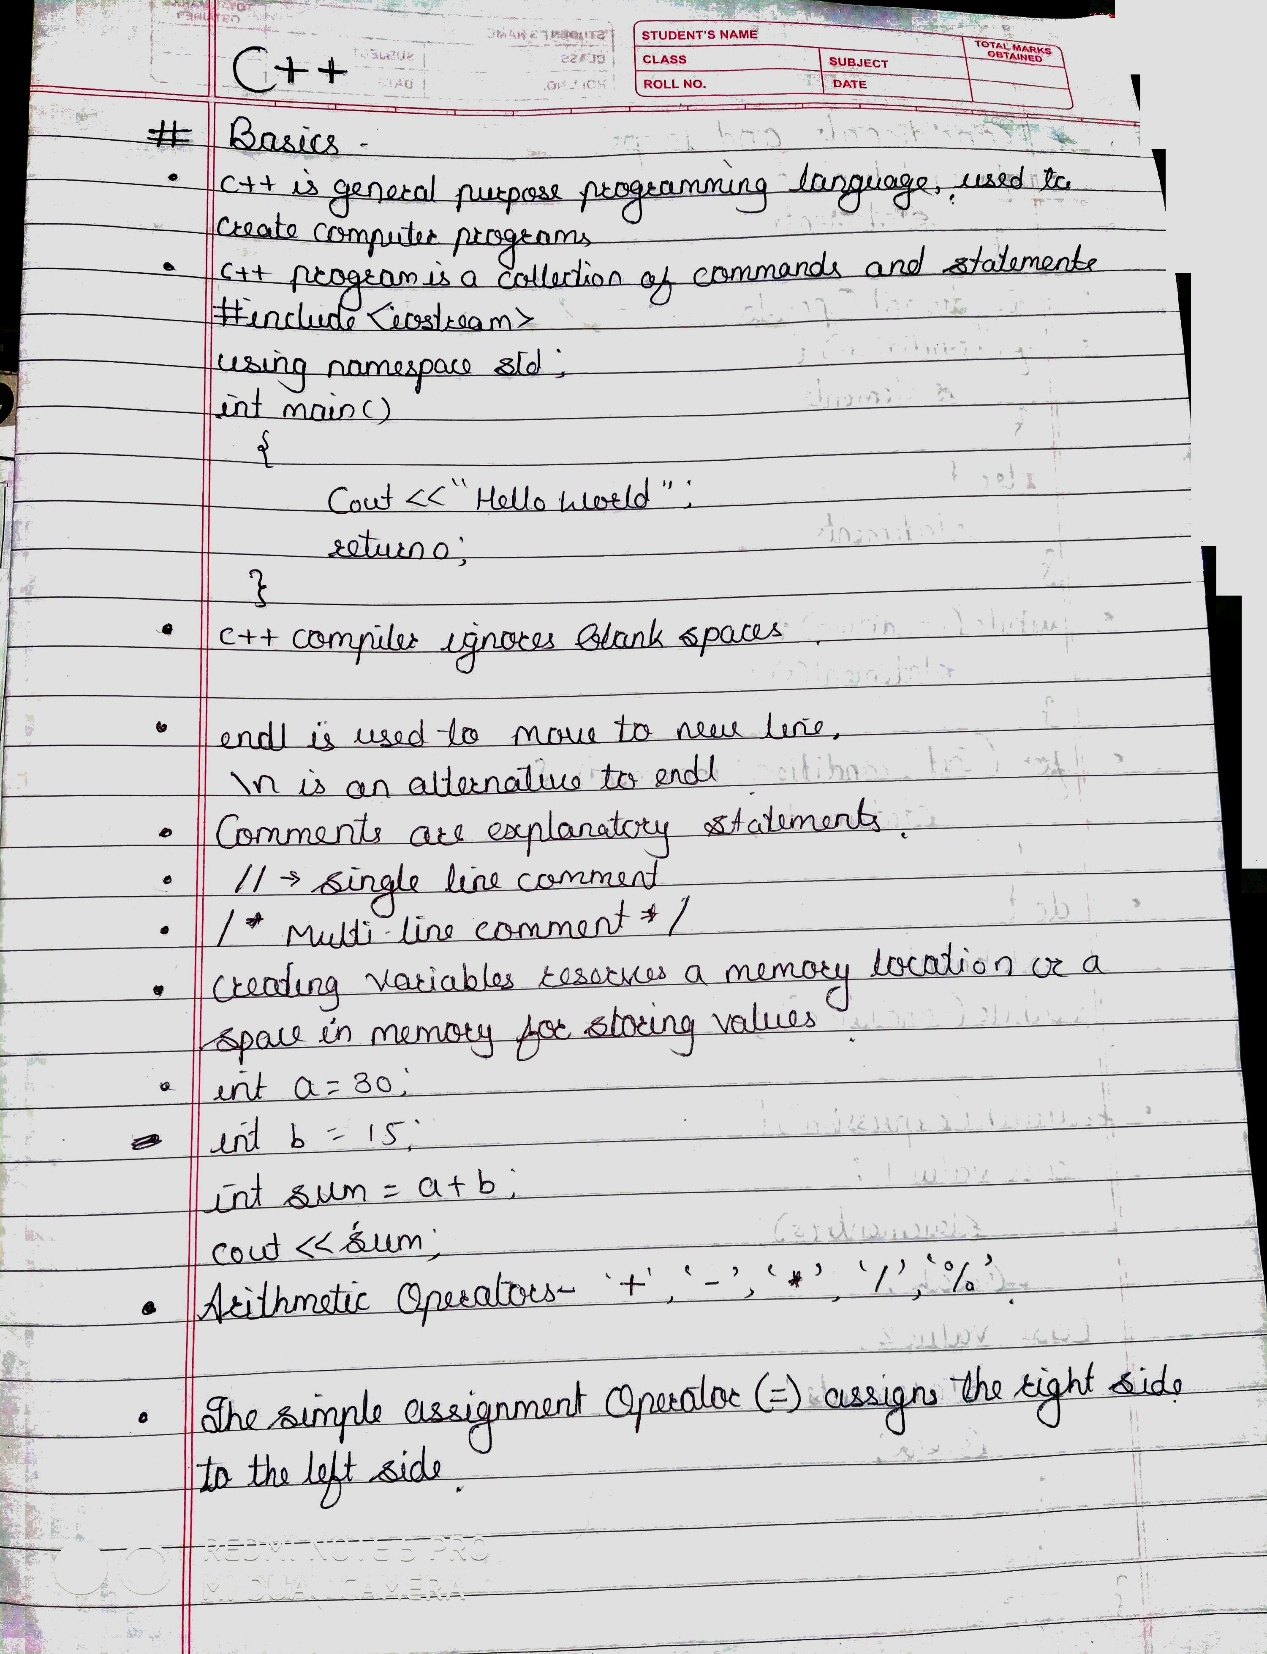 STUDENT'S NAME
CLASS
SUBJECT
TOTAL MARKS OBTAINED
ROLL NO.
DATE
C++
# Basics -
• C++ is general purpose programming language, used to
create computer programs
• C++ program is a collection of commands and statements
#include <iostream>
using namespace std;
int main()
{
Cout << "Hello World";
return 0;
}
• C++ compiler ignores Blank spaces.
• endl is used to move to new line,
\n is an alternative to endl.
• Comments are explanatory statements.
• // → single line comment
• /* Multi-line comment */
• Creating variables reserves a memory location or a
space in memory for storing values.
• int a = 30;
int b = 15;
int sum = a+b;
cout << sum;
• Arithmetic Operators- '+', '-', '*', '/', '%'.
• The simple assignment Operator (=) assigns the right side
to the left side.
REDMI NOTE 5 PRO
MI DUAL CAMERA